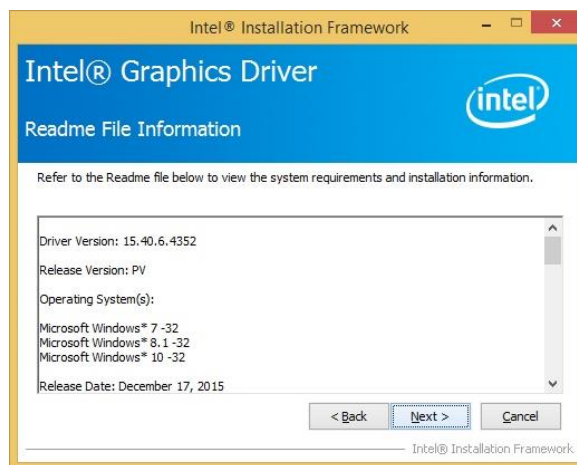 Intel® Installation Framework
Intel® Graphics Driver
Readme File Information
intel
Refer to the Readme file below to view the system requirements and installation information.
Driver Version: 15.40.6.4352
Release Version: PV
Operating System(s):
Microsoft Windows* 7 -32
Microsoft Windows* 8.1 -32
Microsoft Windows* 10 -32
Release Date: December 17, 2015
< Back Next > Cancel
Intel® Installation Framework